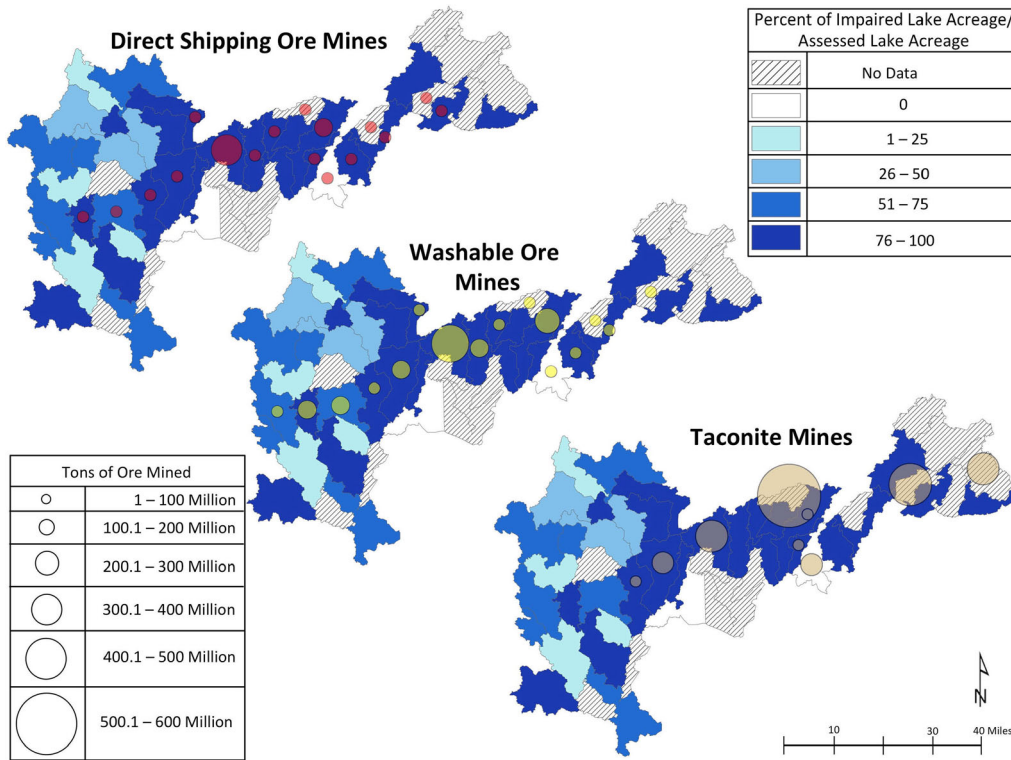 Direct Shipping Ore Mines
Percent of Impaired Lake Acreage/
Assessed Lake Acreage
No Data
0
1 – 25
26 – 50
51 – 75
76 – 100
Washable Ore
Mines
Taconite Mines
Tons of Ore Mined
1 – 100 Million
100.1 – 200 Million
200.1 – 300 Million
300.1 – 400 Million
400.1 – 500 Million
500.1 – 600 Million
N
10 20 30 40 Miles